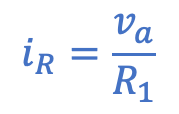 i_R = v_a / R_1